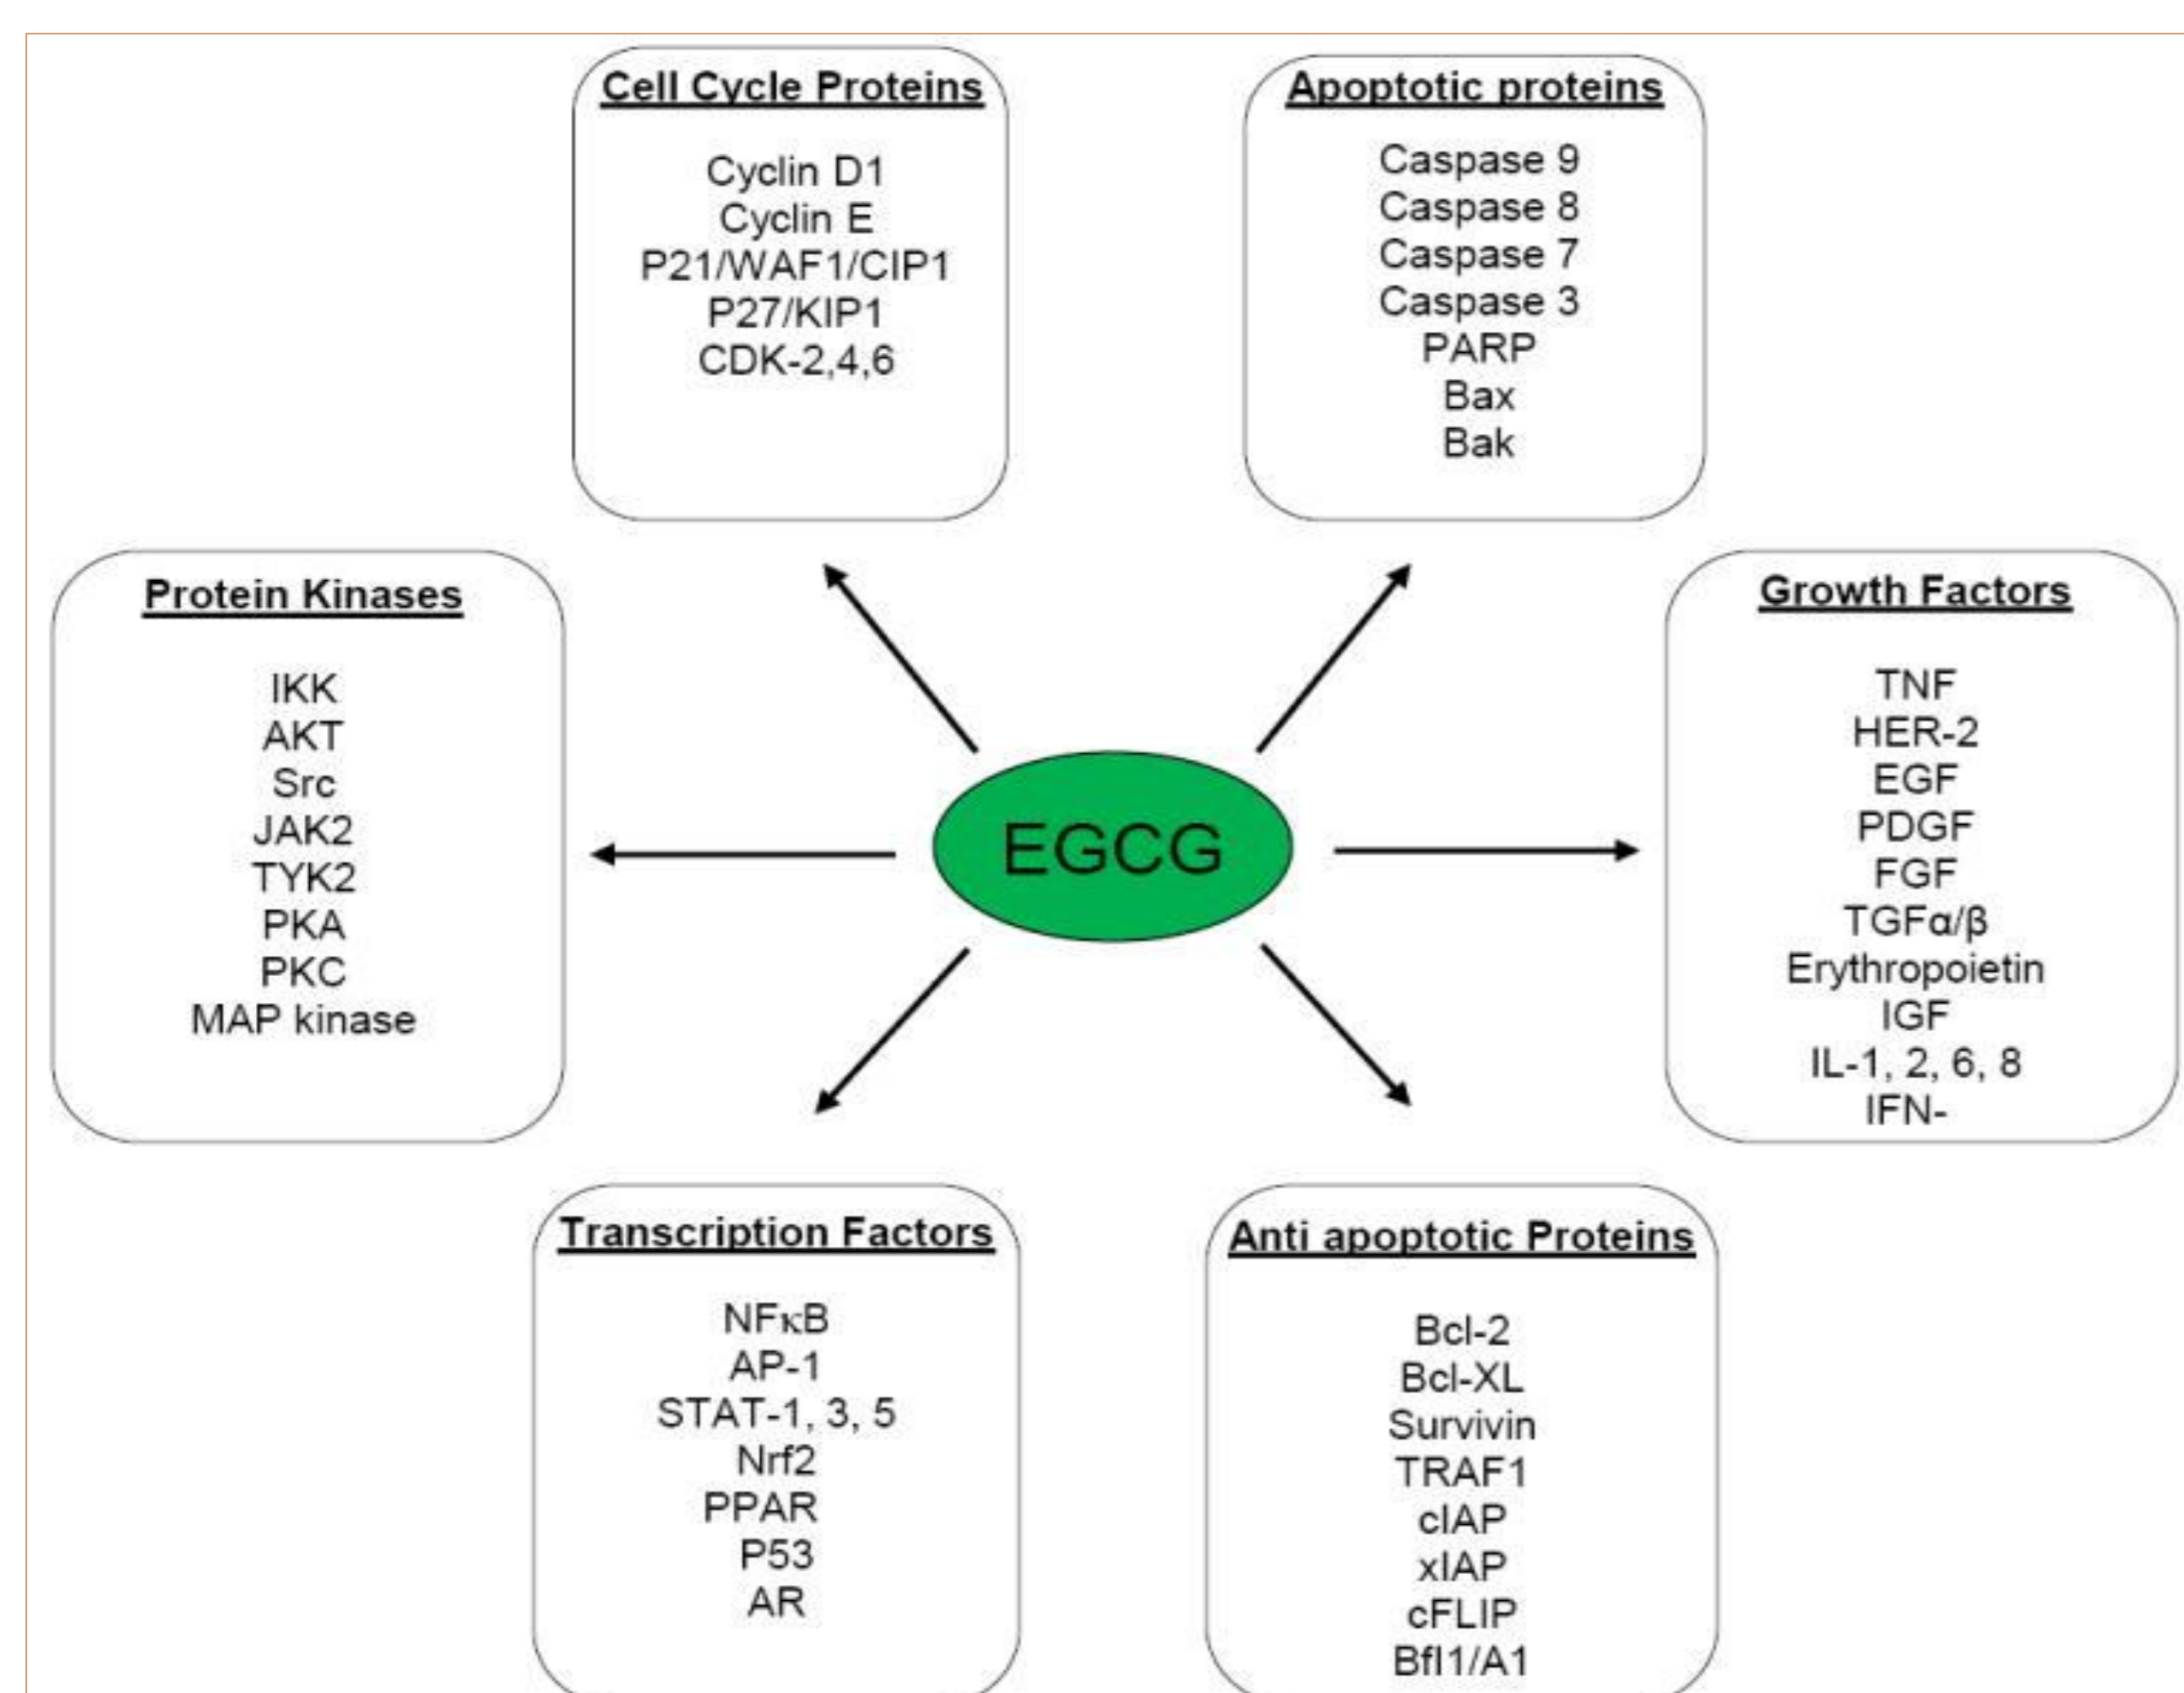 Cell Cycle Proteins
Cyclin D1
Cyclin E
P21/WAF1/CIP1
P27/KIP1
CDK-2,4,6
Apoptotic proteins
Caspase 9
Caspase 8
Caspase 7
Caspase 3
PARP
Bax
Bak
Protein Kinases
IKK
AKT
Src
JAK2
TYK2
PKA
PKC
MAP kinase
EGCG
Growth Factors
TNF
HER-2
EGF
PDGF
FGF
TGFα/β
Erythropoietin
IGF
IL-1, 2, 6, 8
IFN-
Transcription Factors
NFκB
AP-1
STAT-1, 3, 5
Nrf2
PPAR
P53
AR
Anti apoptotic Proteins
Bcl-2
Bcl-XL
Survivin
TRAF1
cIAP
xIAP
cFLIP
Bfl1/A1